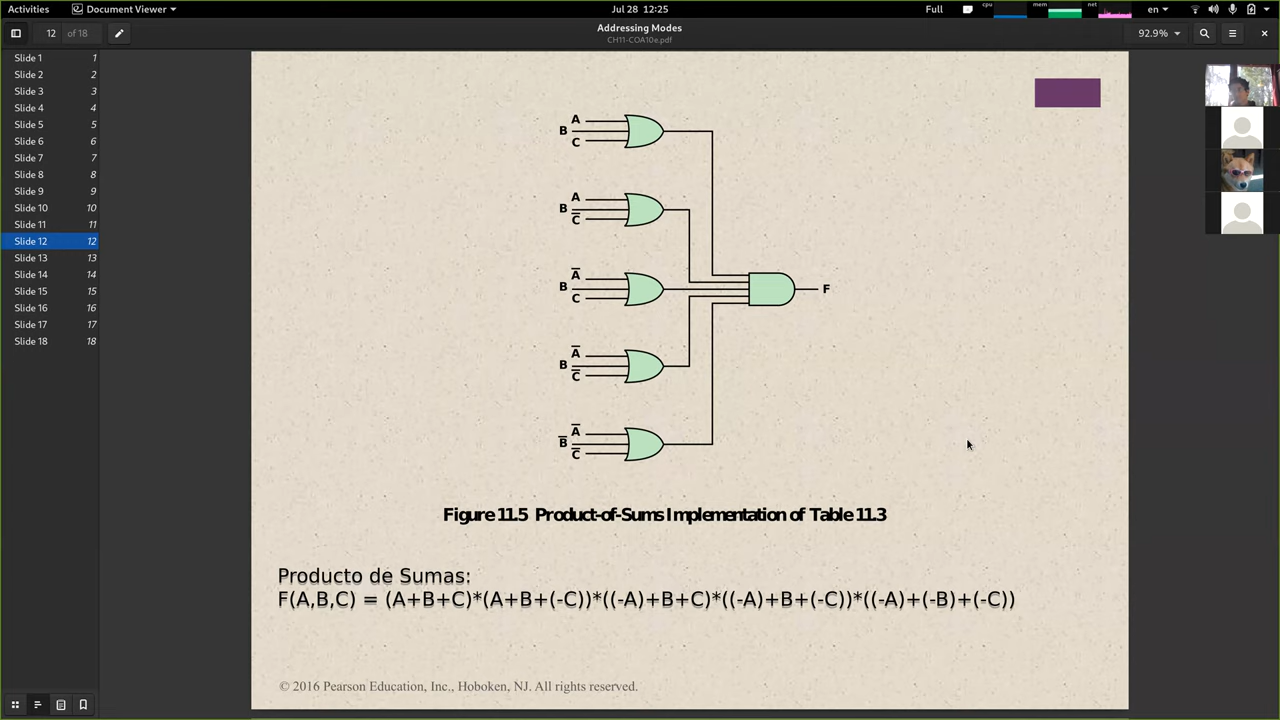 Activities Document Viewer Jul 28 12:25 Full cpu mem net en
12 of 18 Addressing Modes 92.9%
CH11-COA10e.pdf
Slide 1 1
Slide 2 2
Slide 3 3
Slide 4 4
Slide 5 5
Slide 6 6
Slide 7 7
Slide 8 8
Slide 9 9
Slide 10 10
Slide 11 11
Slide 12 12
Slide 13 13
Slide 14 14
Slide 15 15
Slide 16 16
Slide 17 17
Slide 18 18
A
B
C
A
B
C̅
A̅
B
C
F
A̅
B
C̅
A̅
B̅
C̅
Figure 11.5 Product-of-Sums Implementation of Table 11.3
Producto de Sumas:
F(A,B,C) = (A+B+C)*(A+B+(-C))*((-A)+B+C)*((-A)+B+(-C))*((-A)+(-B)+(-C))
© 2016 Pearson Education, Inc., Hoboken, NJ. All rights reserved.